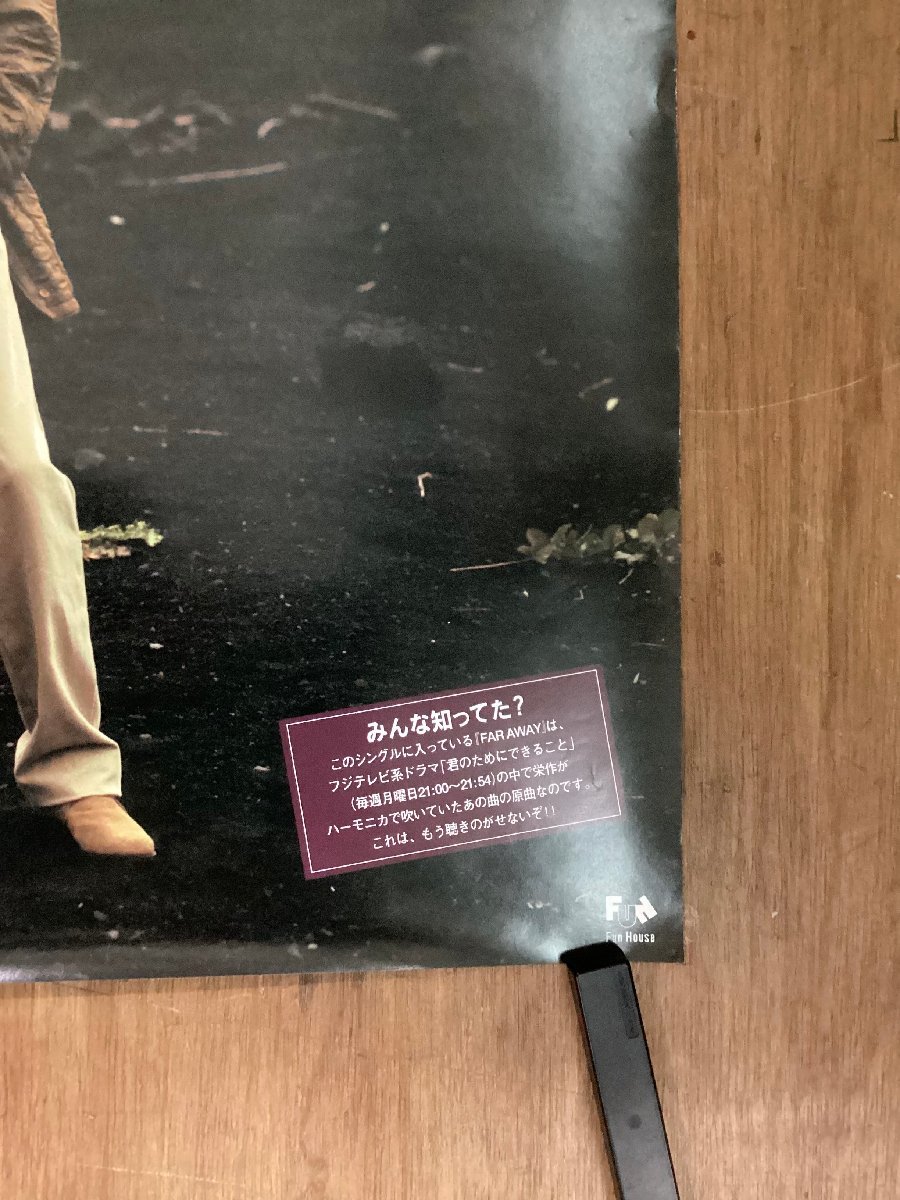 みんな知ってた?
このシングルに入っている「FAR AWAY」は、
フジテレビ系ドラマ「君のためにできること」
(毎週月曜日21:00〜21:54)の中で栄作が
ハーモニカで吹いていたあの曲の原曲なのです。
これは、もう聴きのがせないぞ!!
FUN
Fun House